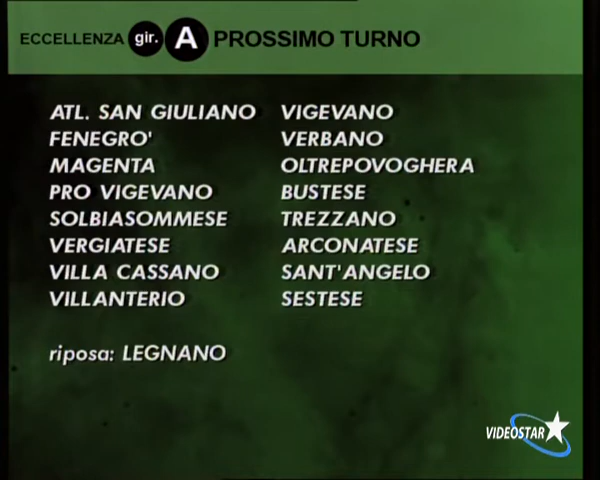 ECCELLENZA gir. A PROSSIMO TURNO
ATL. SAN GIULIANO VIGEVANO
FENEGRO' VERBANO
MAGENTA OLTREPOVOGHERA
PRO VIGEVANO BUSTESE
SOLBIASOMMESE TREZZANO
VERGIATESE ARCONATESE
VILLA CASSANO SANT'ANGELO
VILLANTERIO SESTESE
riposa: LEGNANO
VIDEOSTAR